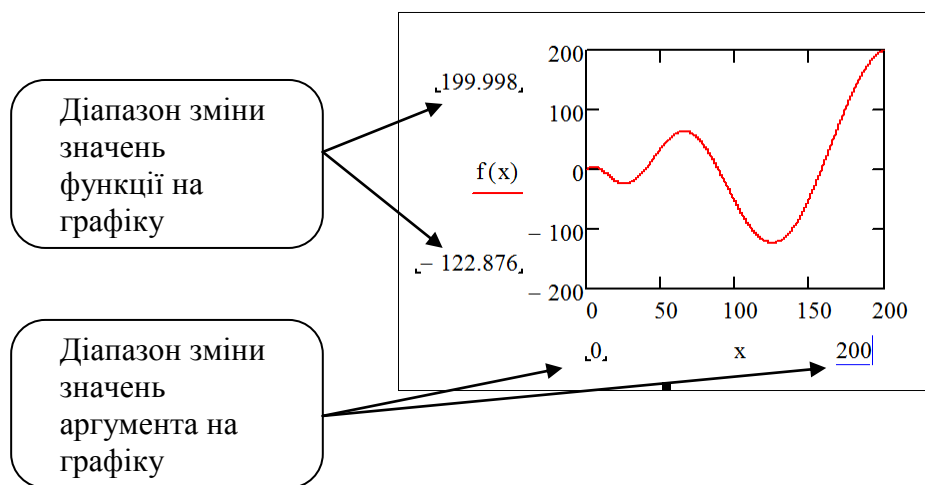 Діапазон зміни
значень
функції на
графіку
Діапазон зміни
значень
аргумента на
графіку
199.998
f(x)
– 122.876
200
100
0
– 100
– 200
0 50 100 150 200
0 x 200